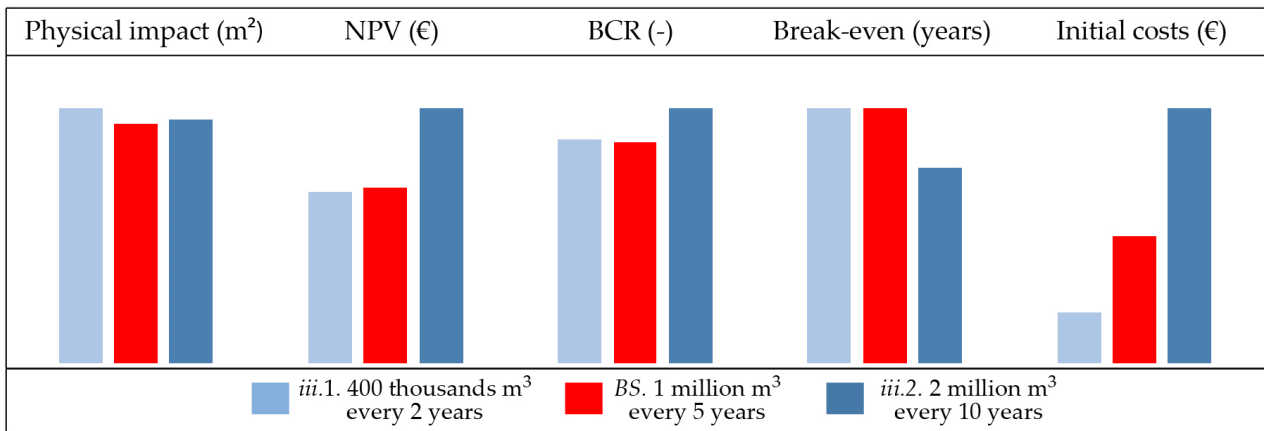 Physical impact (m²) NPV (€) BCR (-) Break-even (years) Initial costs (€)
iii.1. 400 thousands m³
every 2 years
BS. 1 million m³
every 5 years
iii.2. 2 million m³
every 10 years